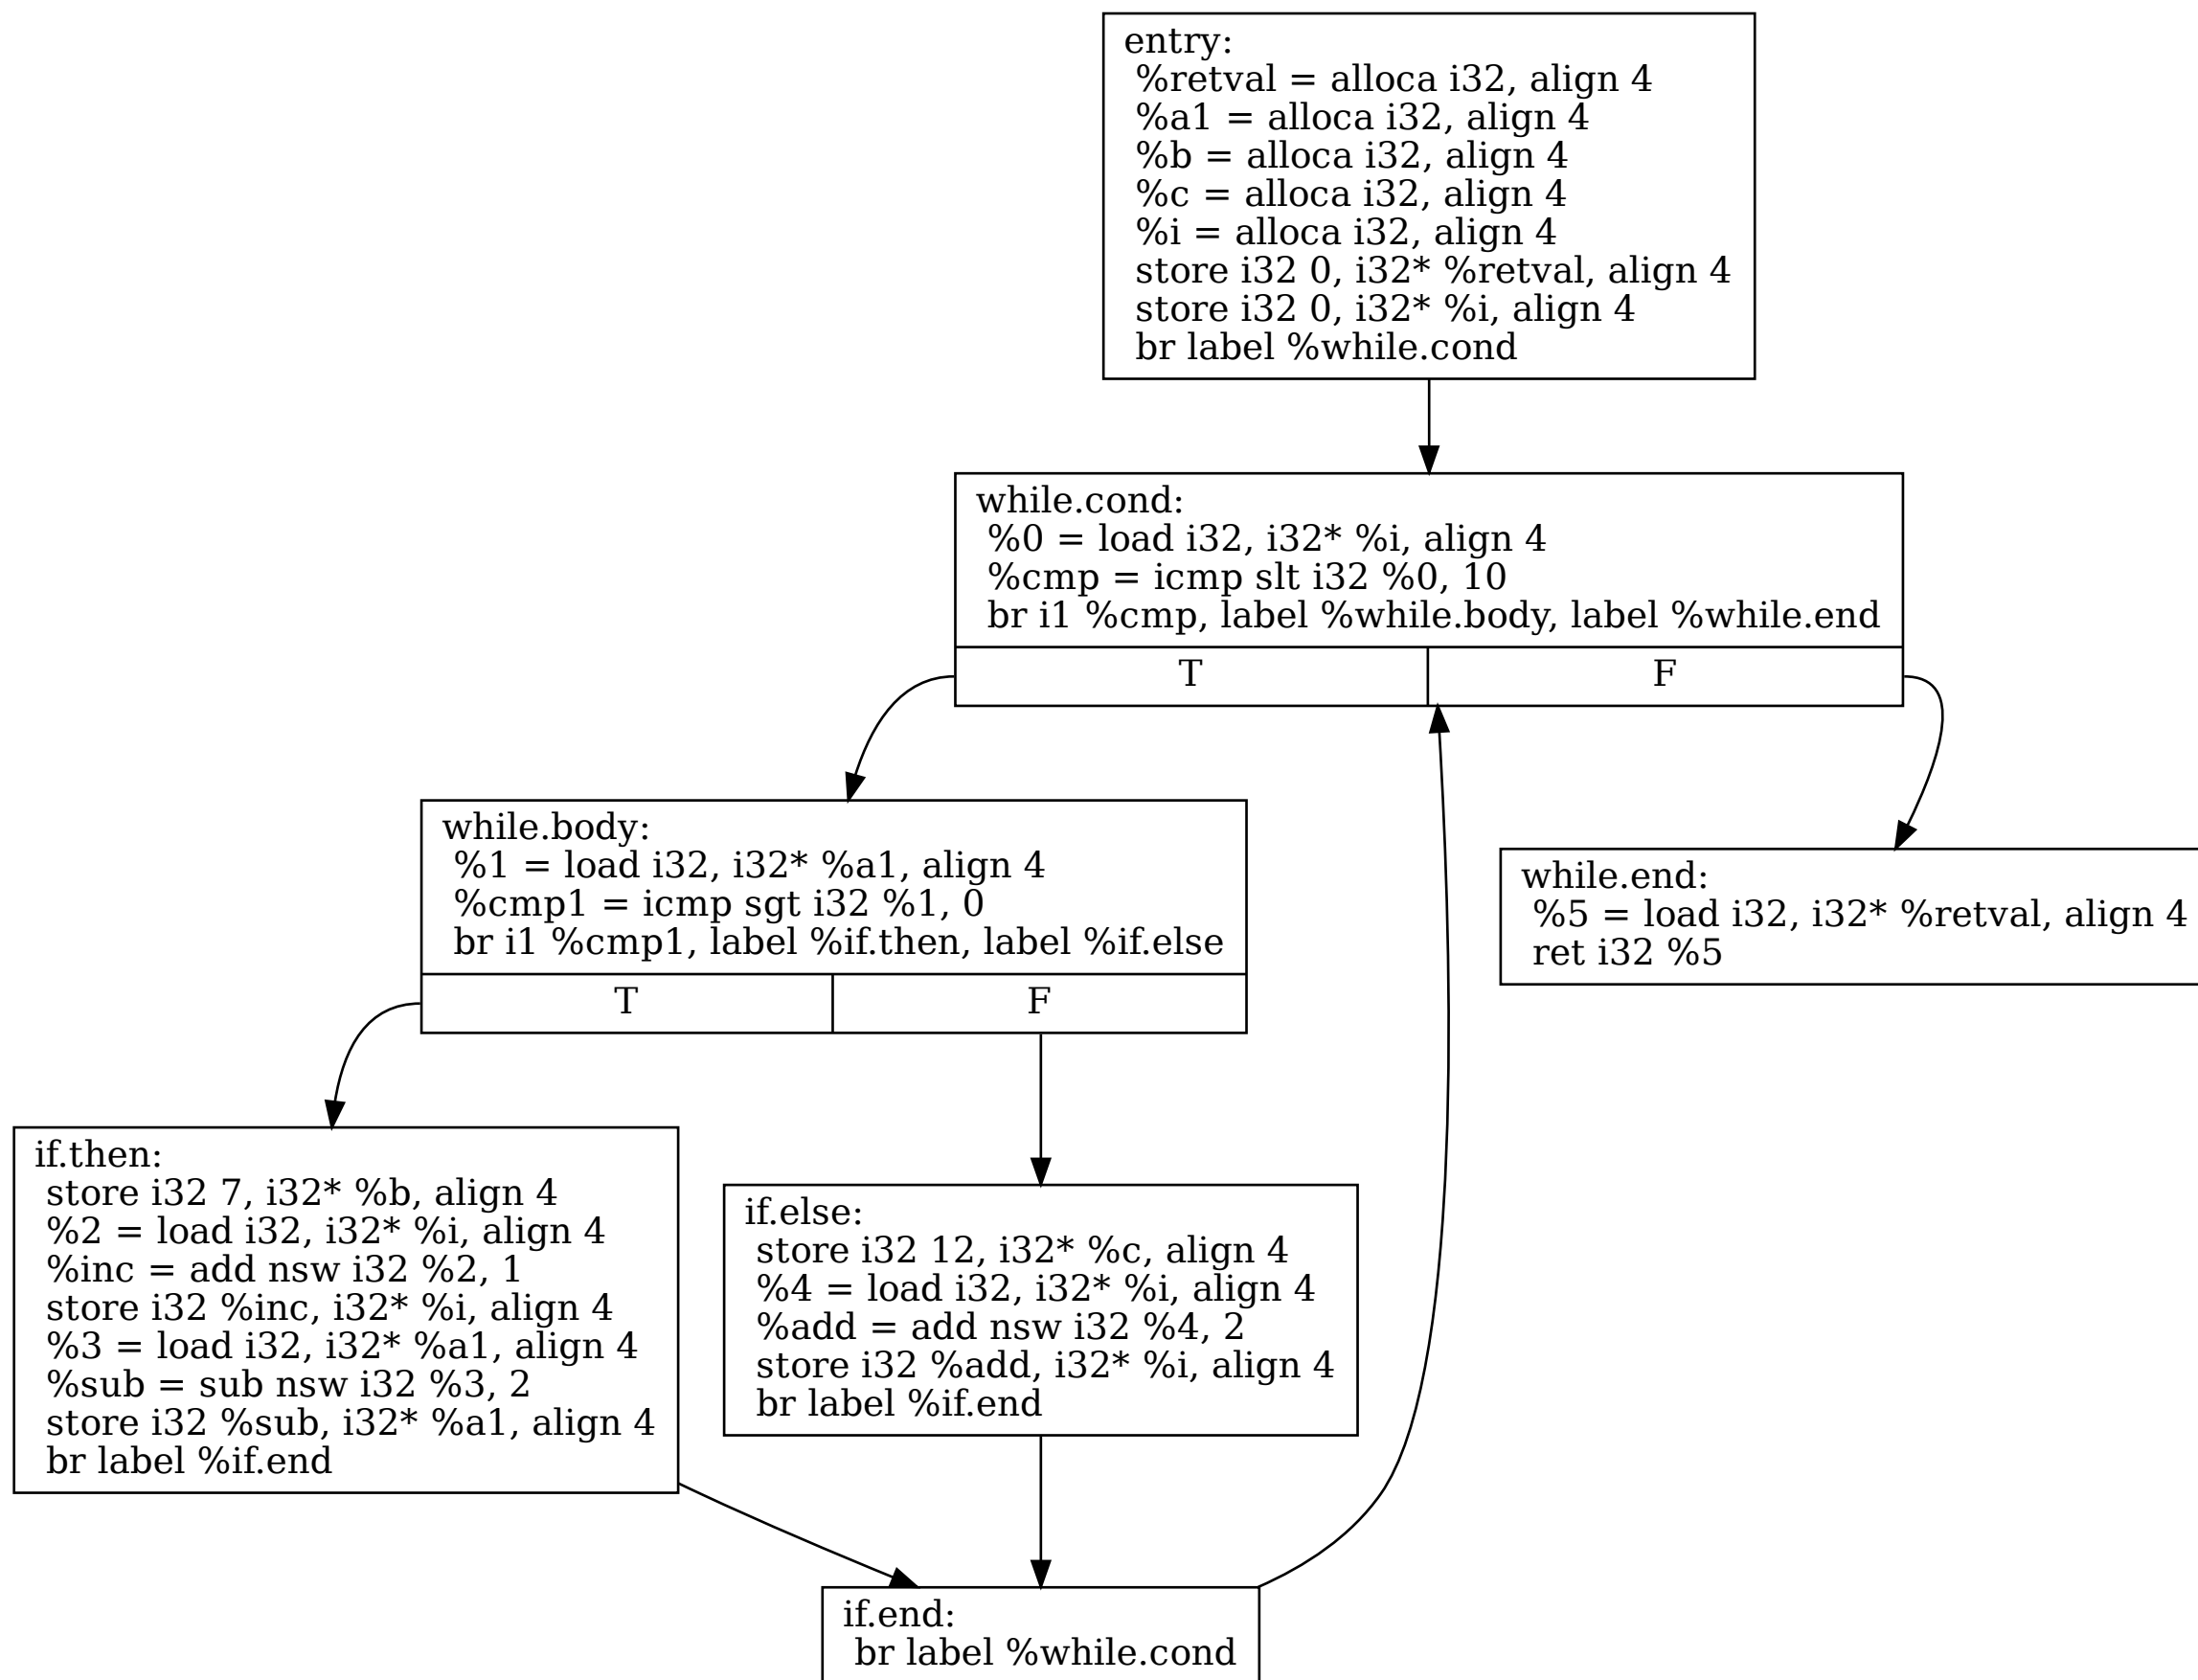 entry:
%retval = alloca i32, align 4
%a1 = alloca i32, align 4
%b = alloca i32, align 4
%c = alloca i32, align 4
%i = alloca i32, align 4
store i32 0, i32* %retval, align 4
store i32 0, i32* %i, align 4
br label %while.cond
while.cond:
%0 = load i32, i32* %i, align 4
%cmp = icmp slt i32 %0, 10
br i1 %cmp, label %while.body, label %while.end
T F
while.body:
%1 = load i32, i32* %a1, align 4
%cmp1 = icmp sgt i32 %1, 0
br i1 %cmp1, label %if.then, label %if.else
T F
while.end:
%5 = load i32, i32* %retval, align 4
ret i32 %5
if.then:
store i32 7, i32* %b, align 4
%2 = load i32, i32* %i, align 4
%inc = add nsw i32 %2, 1
store i32 %inc, i32* %i, align 4
%3 = load i32, i32* %a1, align 4
%sub = sub nsw i32 %3, 2
store i32 %sub, i32* %a1, align 4
br label %if.end
if.else:
store i32 12, i32* %c, align 4
%4 = load i32, i32* %i, align 4
%add = add nsw i32 %4, 2
store i32 %add, i32* %i, align 4
br label %if.end
if.end:
br label %while.cond